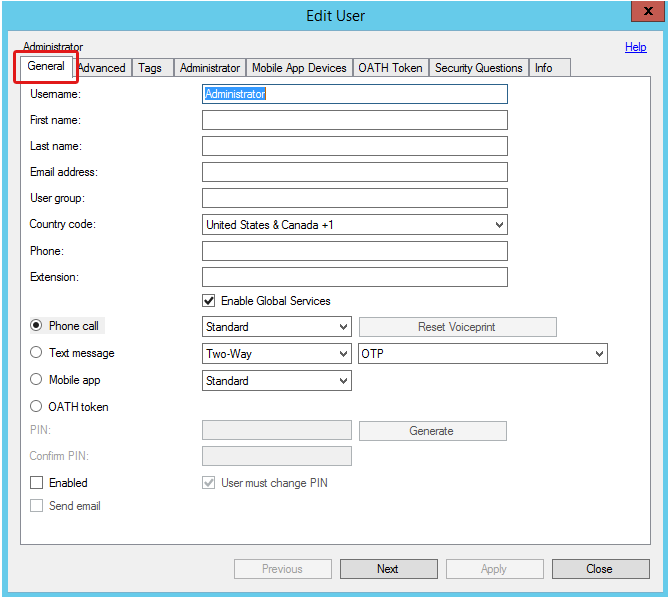 Edit User
x
Administrator Help
General Advanced Tags Administrator Mobile App Devices OATH Token Security Questions Info
Username: Administrator
First name:
Last name:
Email address:
User group:
Country code: United States & Canada +1
Phone:
Extension:
Enable Global Services
Phone call Standard Reset Voiceprint
Text message Two-Way OTP
Mobile app Standard
OATH token
PIN: Generate
Confirm PIN:
Enabled User must change PIN
Send email
Previous Next Apply Close